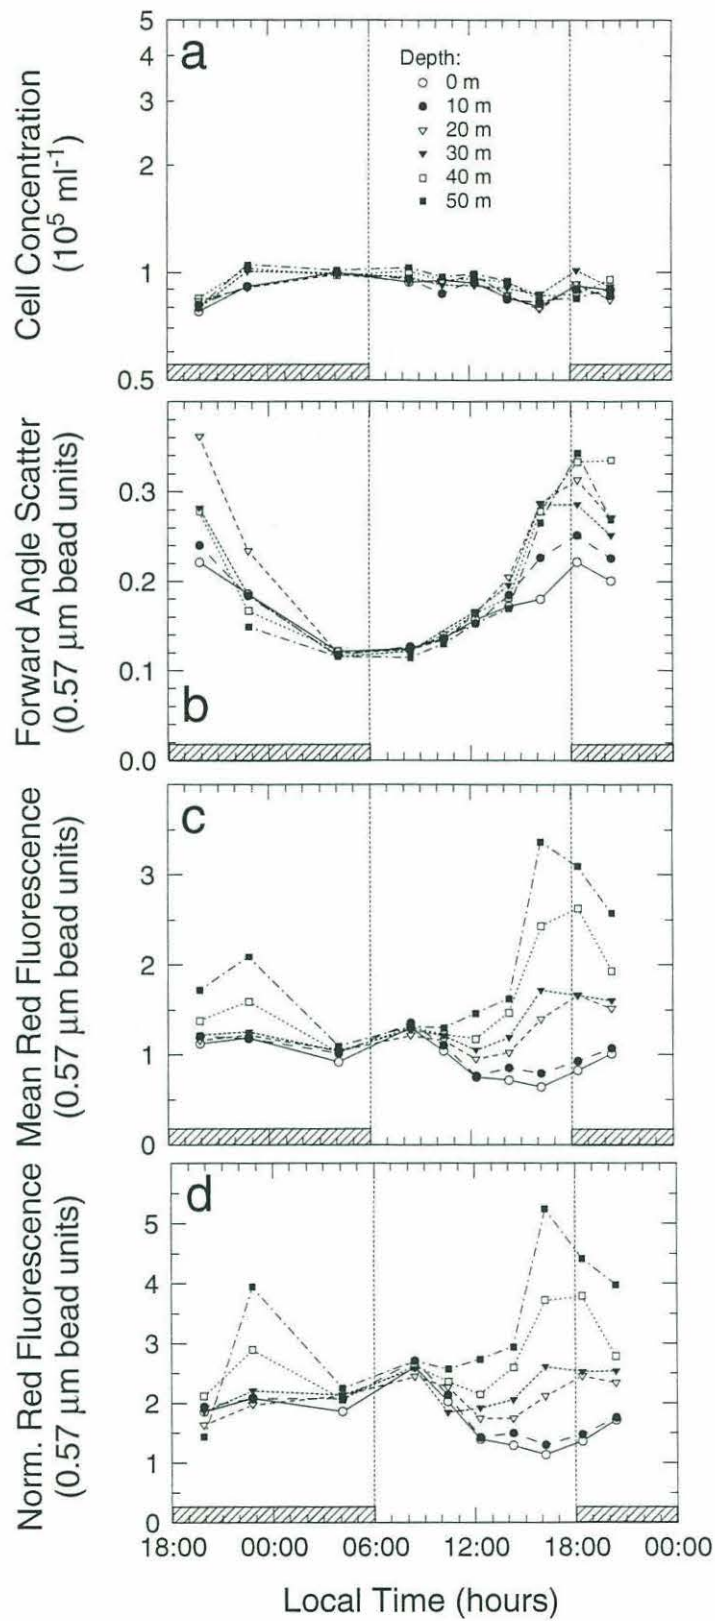 a
5
4
3
2
1
0.5
Cell Concentration
(10⁵ ml⁻¹)
Depth:
0 m
10 m
20 m
30 m
40 m
50 m
b
0.3
0.2
0.1
0.0
Forward Angle Scatter
(0.57 µm bead units)
c
3
2
1
0
Mean Red Fluorescence
(0.57 µm bead units)
d
5
4
3
2
1
0
Norm. Red Fluorescence
(0.57 µm bead units)
18:00 00:00 06:00 12:00 18:00 00:00
Local Time (hours)